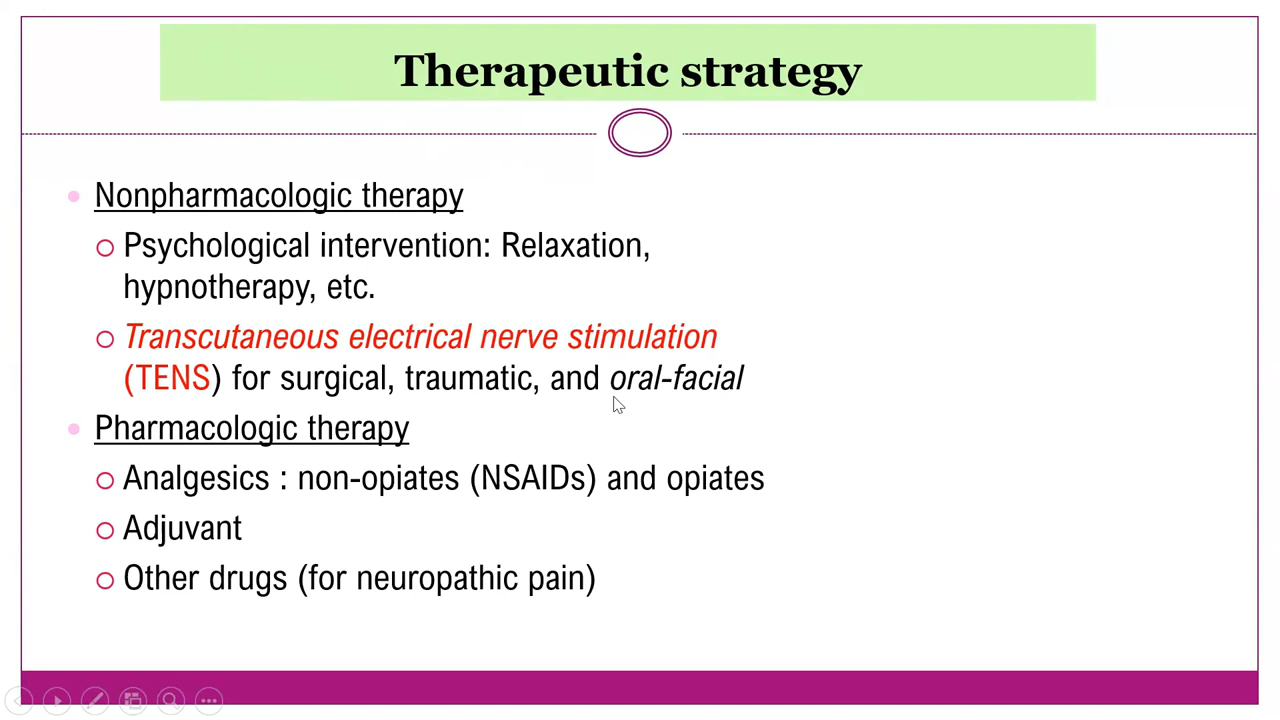 Therapeutic strategy
Nonpharmacologic therapy
Psychological intervention: Relaxation,
hypnotherapy, etc.
Transcutaneous electrical nerve stimulation
(TENS) for surgical, traumatic, and oral-facial
Pharmacologic therapy
Analgesics : non-opiates (NSAIDs) and opiates
Adjuvant
Other drugs (for neuropathic pain)